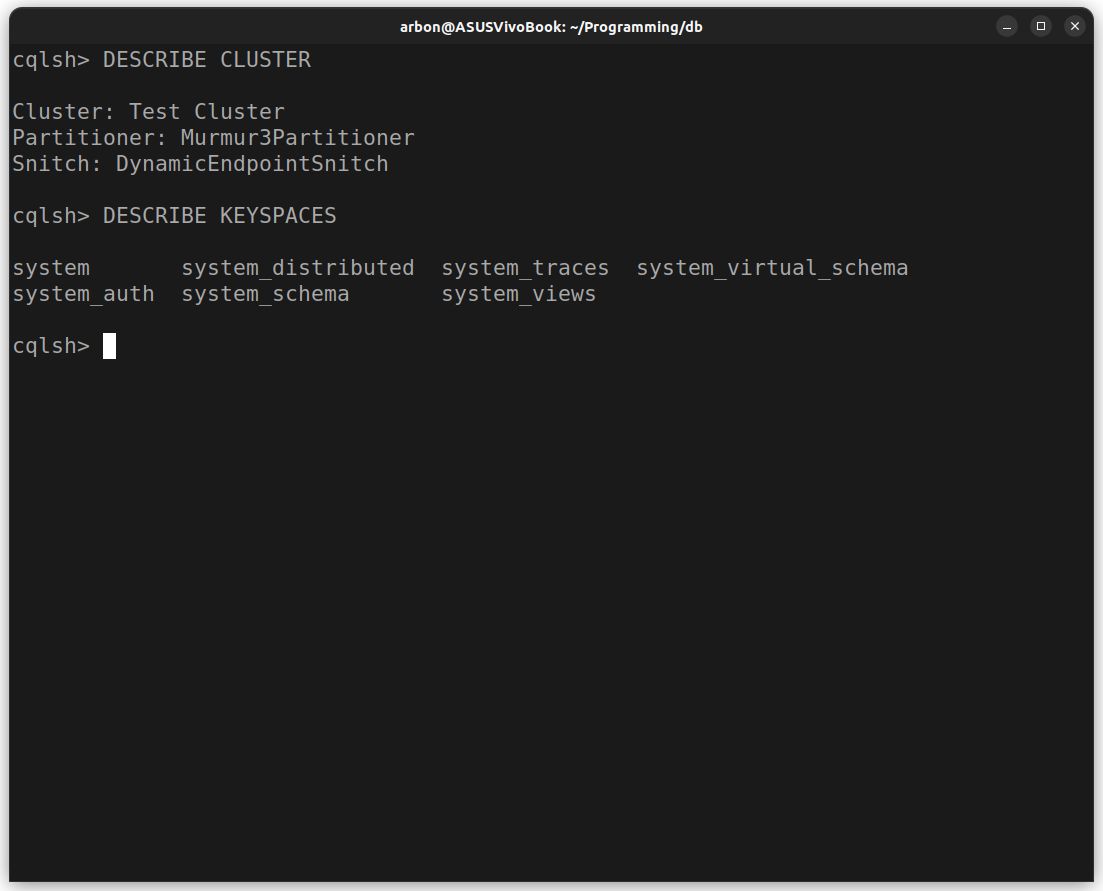 arbon@ASUSVivoBook: ~/Programming/db
cqlsh> DESCRIBE CLUSTER
Cluster: Test Cluster
Partitioner: Murmur3Partitioner
Snitch: DynamicEndpointSnitch
cqlsh> DESCRIBE KEYSPACES
system       system_distributed  system_traces  system_virtual_schema
system_auth  system_schema       system_views
cqlsh>